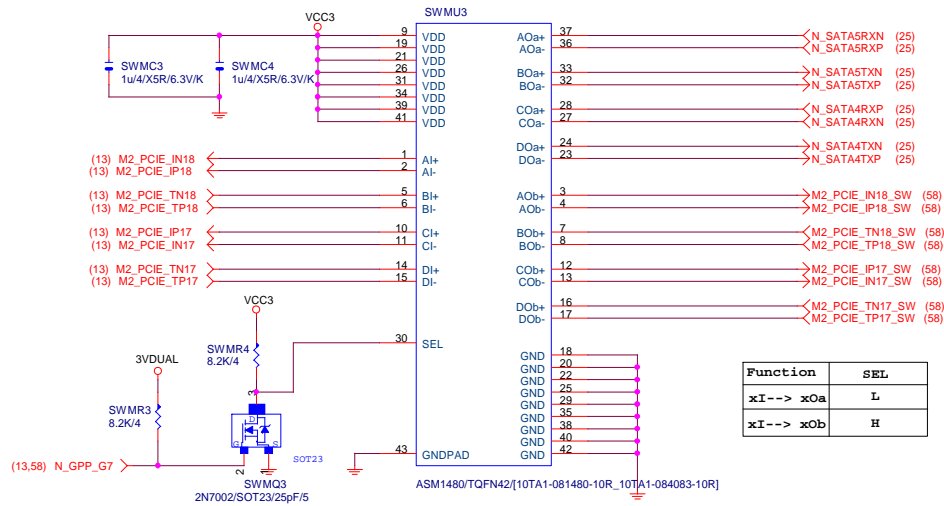 SWMU3
VCC3
9 VDD AOa+ 37 N_SATA5RXN (25)
19 VDD AOa- 36 N_SATA5RXP (25)
21 VDD
26 VDD BOa+ 33 N_SATA5TXN (25)
31 VDD BOa- 32 N_SATA5TXP (25)
34 VDD
39 VDD COa+ 28 N_SATA4RXP (25)
41 VDD COa- 27 N_SATA4RXN (25)
SWMC3
1u/4/X5R/6.3V/K
SWMC4
1u/4/X5R/6.3V/K
DOa+ 24 N_SATA4TXN (25)
DOa- 23 N_SATA4TXP (25)
(13) M2_PCIE_IN18 1 AI+
(13) M2_PCIE_IP18 2 AI-
(13) M2_PCIE_TN18 5 BI+ AOb+ 3 M2_PCIE_IN18_SW (58)
(13) M2_PCIE_TP18 6 BI- AOb- 4 M2_PCIE_IP18_SW (58)
(13) M2_PCIE_IP17 10 CI+ BOb+ 7 M2_PCIE_TN18_SW (58)
(13) M2_PCIE_IN17 11 CI- BOb- 8 M2_PCIE_TP18_SW (58)
(13) M2_PCIE_TN17 14 DI+ COb+ 12 M2_PCIE_IP17_SW (58)
(13) M2_PCIE_TP17 15 DI- COb- 13 M2_PCIE_IN17_SW (58)
DOb+ 16 M2_PCIE_TN17_SW (58)
DOb- 17 M2_PCIE_TP17_SW (58)
VCC3
SWMR4
8.2K/4
30 SEL
3VDUAL
SWMR3
8.2K/4
GND 18
GND 20
GND 22
GND 25
GND 29
GND 35
GND 38
GND 40
43 GNDPAD GND 42
Function SEL
xI--> xOa L
xI--> xOb H
3
D
G S
SOT23
2 1
(13,58) N_GPP_G7
SWMQ3
2N7002/SOT23/25pF/5
ASM1480/TQFN42/[10TA1-081480-10R_10TA1-084083-10R]